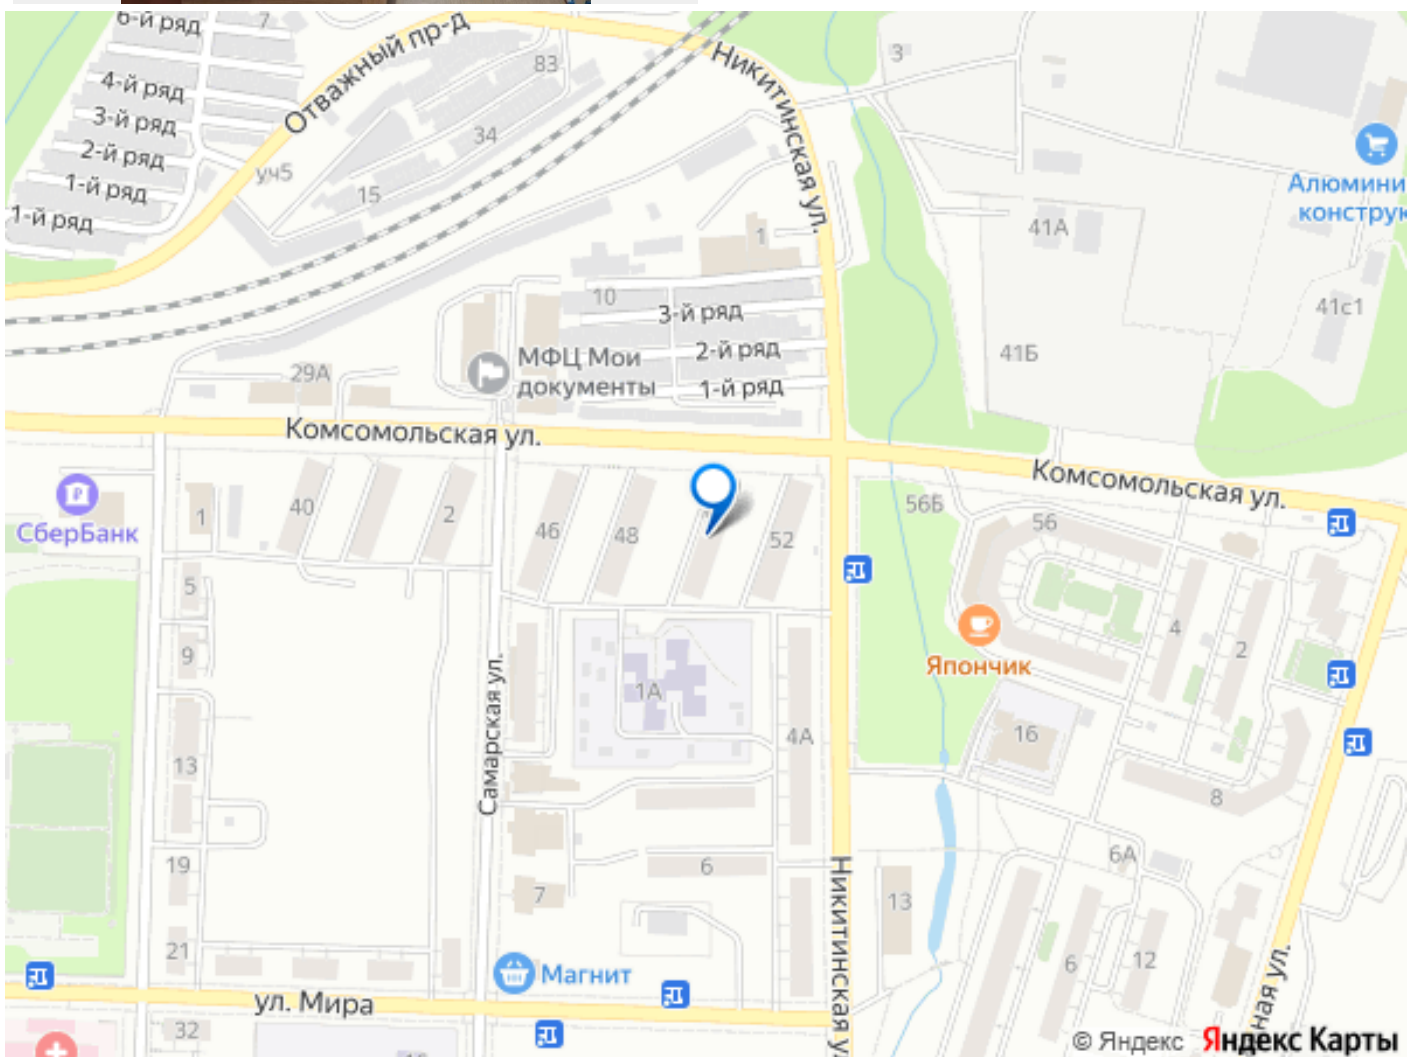 6-й ряд
7
Отважный пр-д
4-й ряд
3-й ряд
2-й ряд
1-й ряд
1-й ряд
уч5
83
34
15
Никитинская ул.
3
Алюмини
конструк
41А
41с1
41Б
1
10
3-й ряд
2-й ряд
1-й ряд
МФЦ Мои
документы
29А
Комсомольская ул.
Комсомольская ул.
СберБанк
1
40
2
46
48
52
56Б
56
5
9
13
19
21
Самарская ул.
1А
4А
Япончик
4
2
16
8
6А
6
7
13
6
12
Никитинская у
ная ул.
Магнит
ул. Мира
32
© Яндекс Яндекс Карты